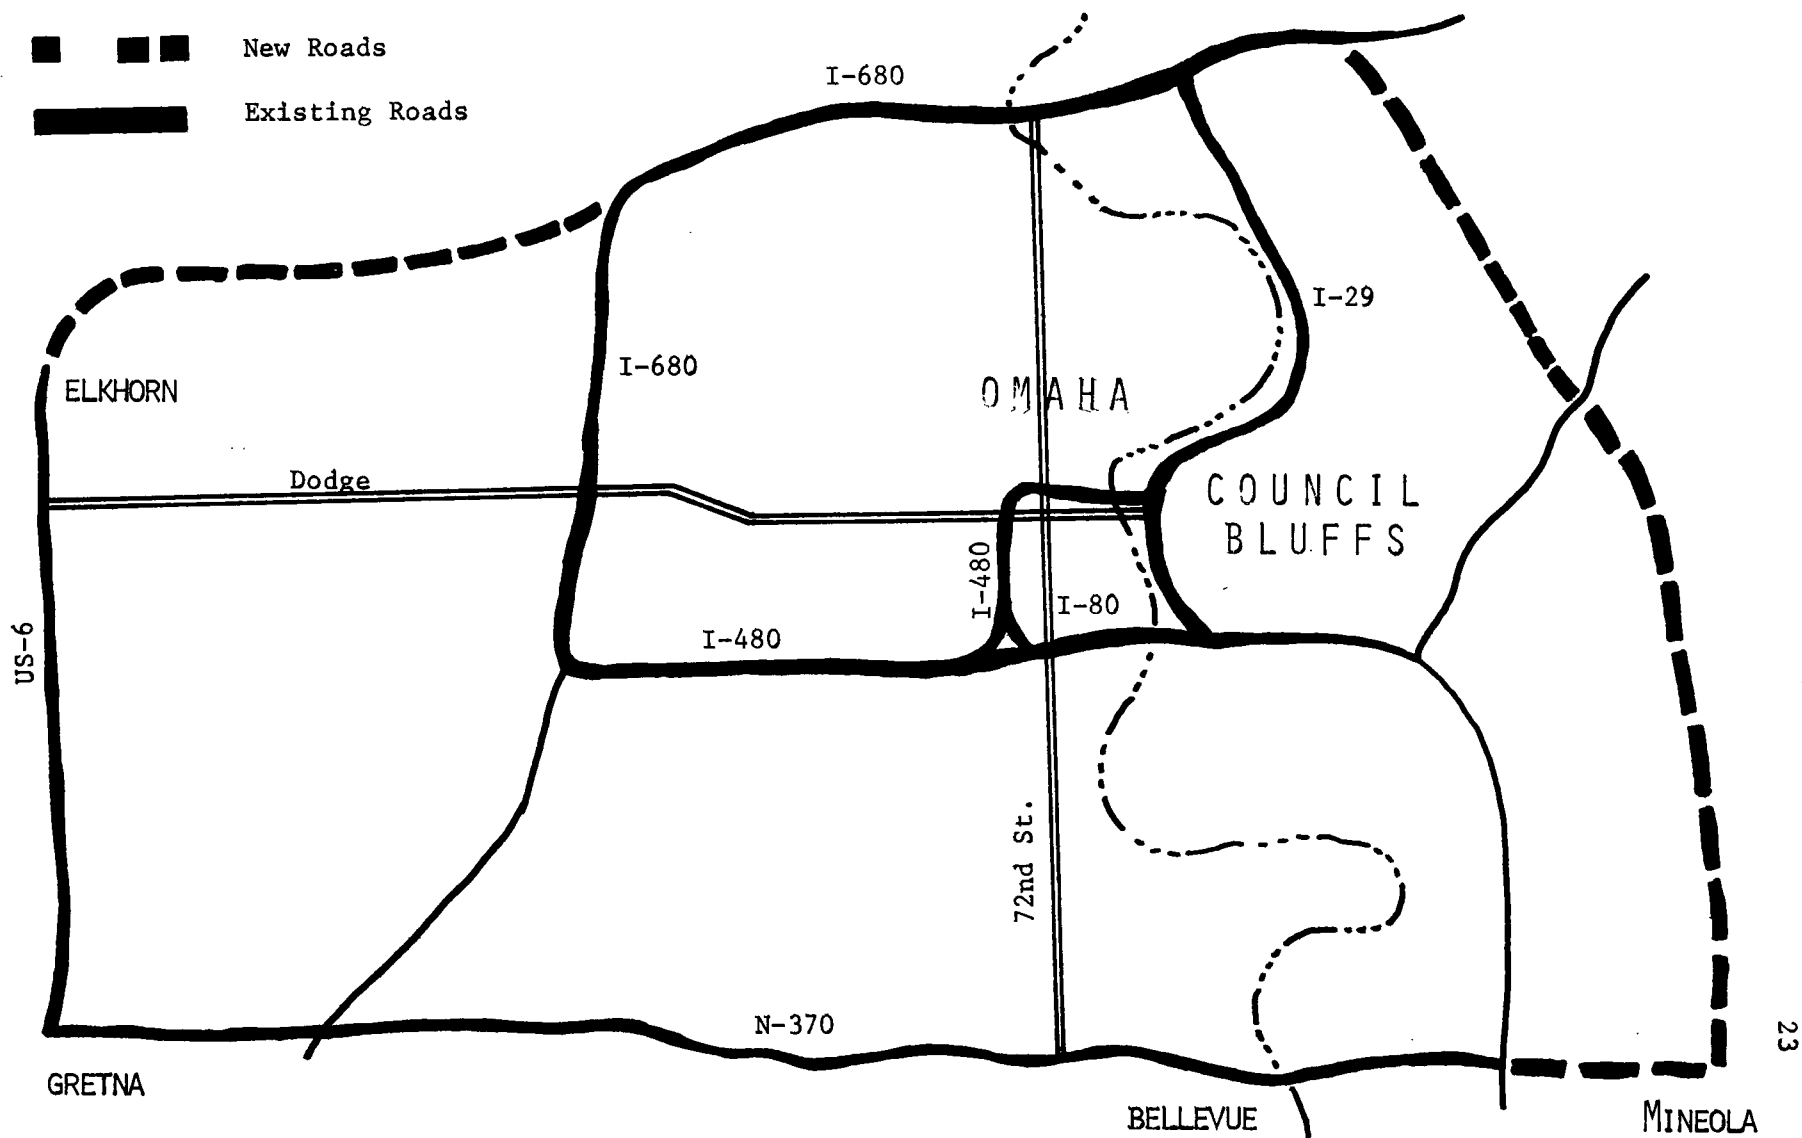 New Roads
Existing Roads
I-680
I-29
I-680
ELKHORN
OMAHA
Dodge
COUNCIL
BLUFFS
I-480
I-80
I-480
US-6
72nd St.
N-370
23
GRETNA
BELLEVUE
MINEOLA